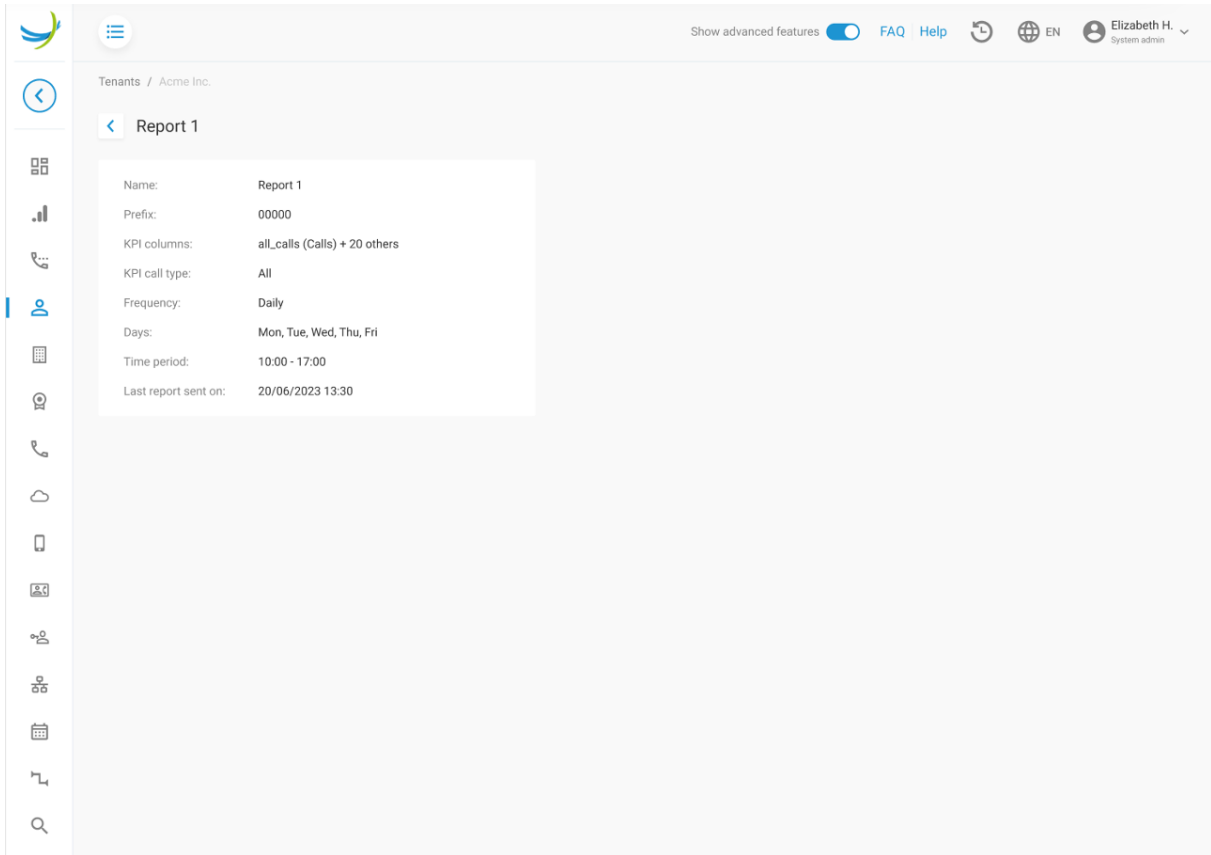 Show advanced features FAQ Help EN Elizabeth H.
System admin
Tenants / Acme Inc.
Report 1
Name: Report 1
Prefix: 00000
KPI columns: all_calls (Calls) + 20 others
KPI call type: All
Frequency: Daily
Days: Mon, Tue, Wed, Thu, Fri
Time period: 10:00 - 17:00
Last report sent on: 20/06/2023 13:30